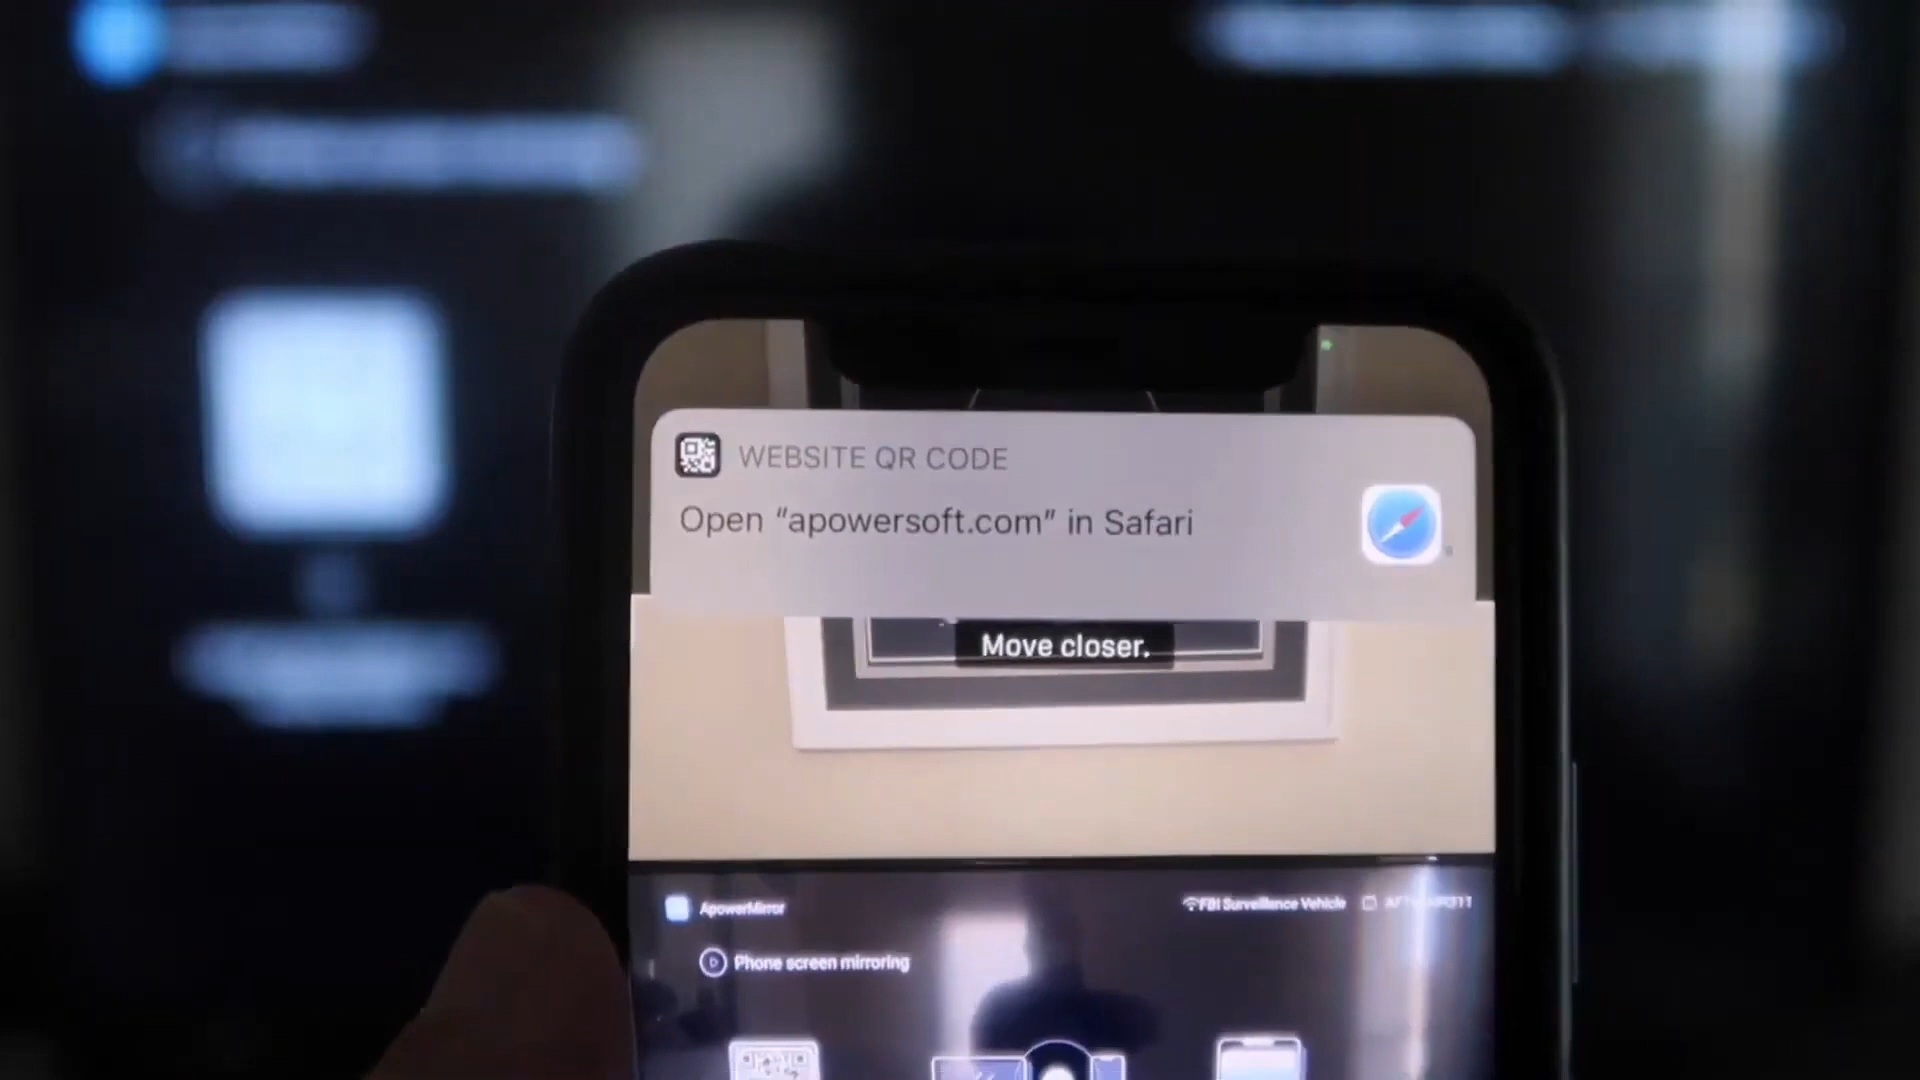 WEBSITE QR CODE
Open “apowersoft.com” in Safari
Move closer.
ApowerMirror
FBI Surveillance Vehicle
Phone screen mirroring